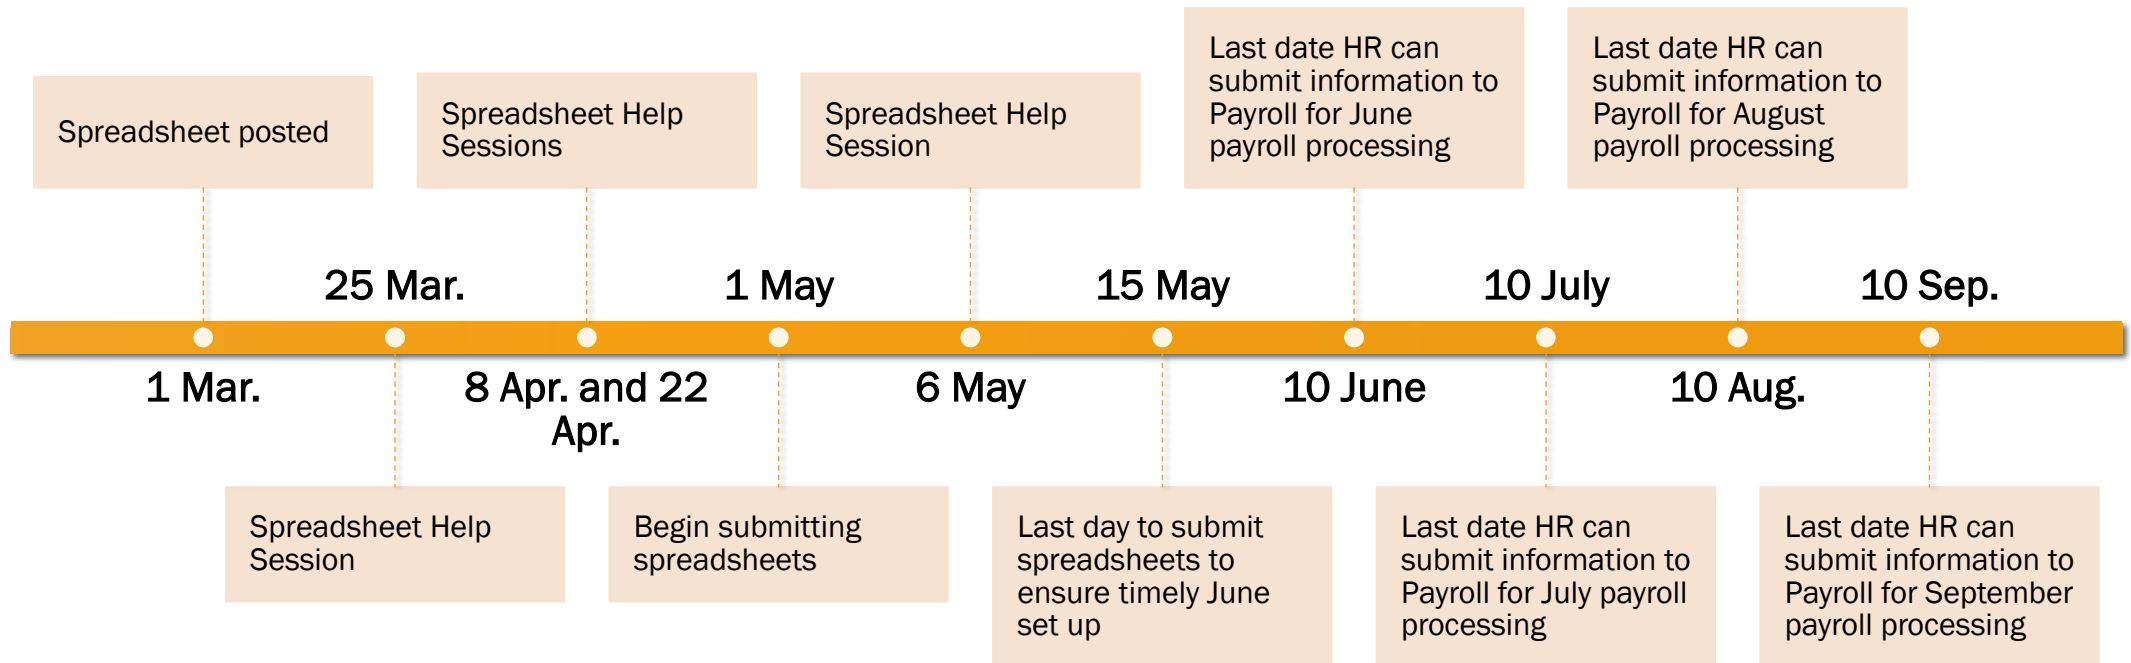 Spreadsheet posted
Spreadsheet Help
Sessions
Spreadsheet Help
Session
Last date HR can
submit information to
Payroll for June
payroll processing
Last date HR can
submit information to
Payroll for August
payroll processing
25 Mar.
1 May
15 May
10 July
10 Sep.
1 Mar.
8 Apr. and 22
Apr.
6 May
10 June
10 Aug.
Spreadsheet Help
Session
Begin submitting
spreadsheets
Last day to submit
spreadsheets to
ensure timely June
set up
Last date HR can
submit information to
Payroll for July payroll
processing
Last date HR can
submit information to
Payroll for September
payroll processing